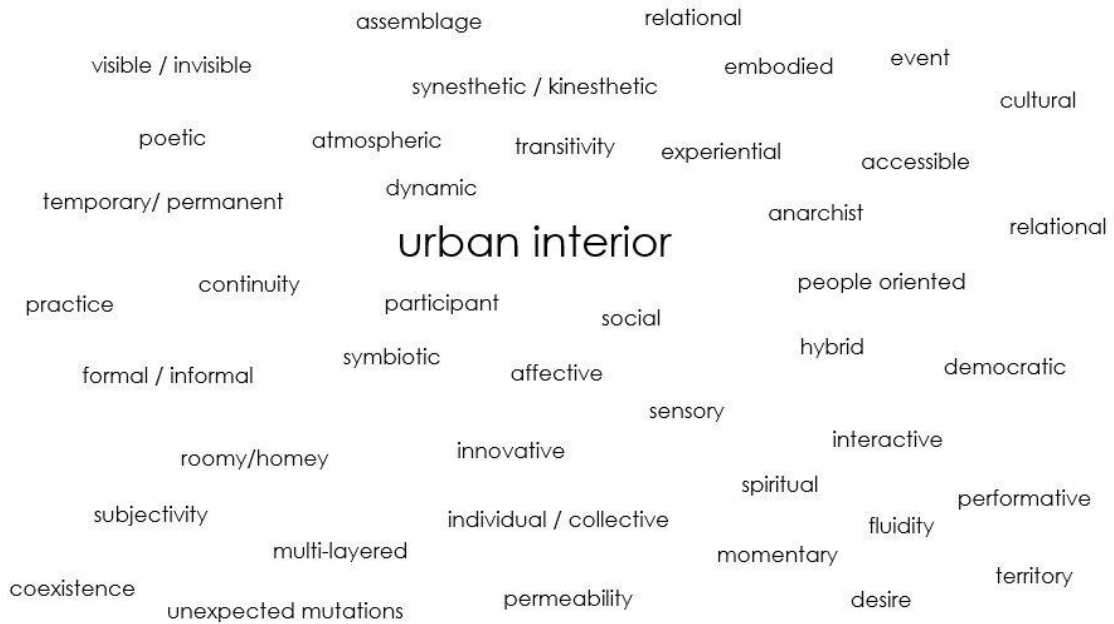 assemblage
relational
visible / invisible
embodied
event
synesthetic / kinesthetic
cultural
poetic
atmospheric
transitivity
experiential
accessible
dynamic
temporary/ permanent
anarchist
relational
urban interior
continuity
people oriented
practice
participant
social
symbiotic
hybrid
formal / informal
affective
democratic
sensory
interactive
roomy/homey
innovative
spiritual
performative
subjectivity
individual / collective
fluidity
multi-layered
momentary
territory
coexistence
unexpected mutations
permeability
desire